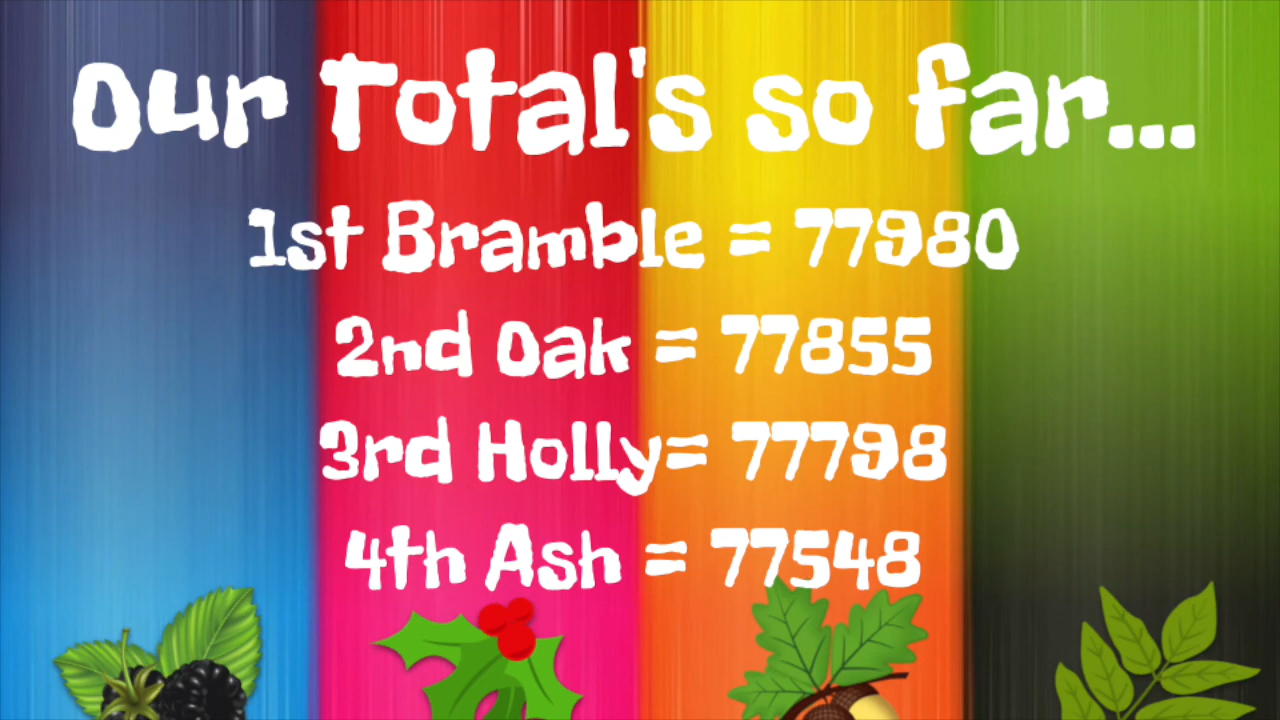 Our Total's so far...
1st Bramble = 77980
2nd Oak = 77855
3rd Holly= 77798
4th Ash = 77548